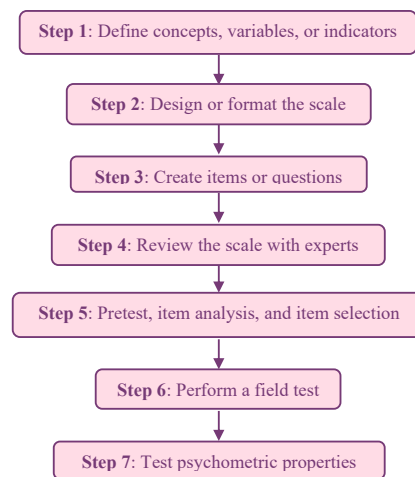 Step 1: Define concepts, variables, or indicators
Step 2: Design or format the scale
Step 3: Create items or questions
Step 4: Review the scale with experts
Step 5: Pretest, item analysis, and item selection
Step 6: Perform a field test
Step 7: Test psychometric properties